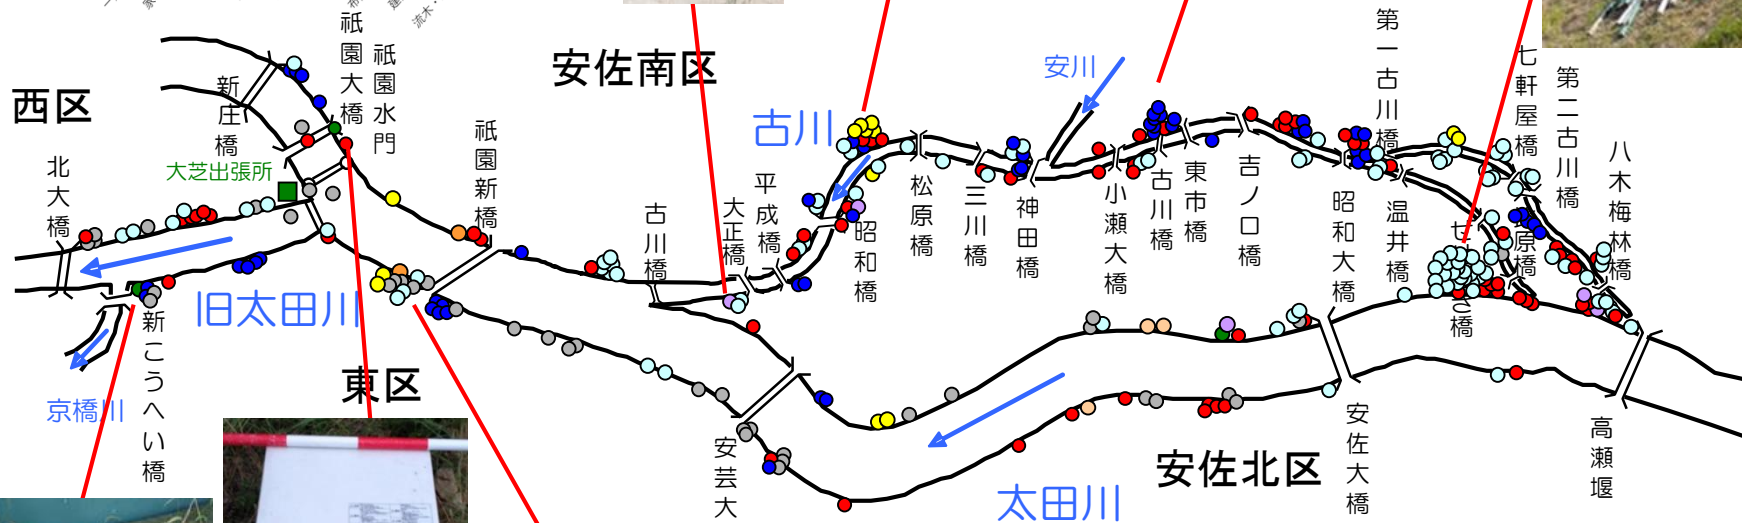 祇園大橋
祇園水門
安佐南区
安川
第一古川橋
七軒屋橋
第二古川橋
西区
新庄橋
古川
祇園新橋
八木梅林橋
北大橋
大芝出張所
古川橋
大正橋
平成橋
昭和橋
松原橋
三川橋
神田橋
小瀬大橋
古川橋
東市橋
吉ノ口橋
昭和大橋
温井橋
旧太田川
新こうへい橋
東区
京橋川
安芸大
太田川
安佐北区
安佐大橋
高瀬堰